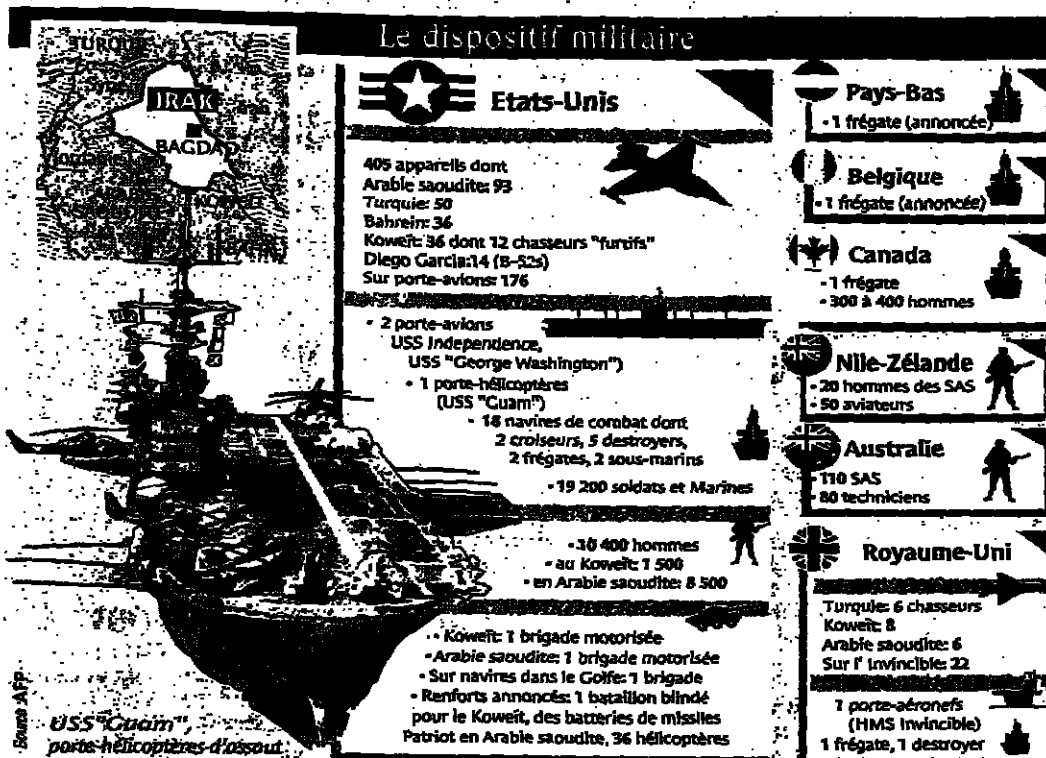 Le dispositif militaire
TURQUIE
IRAK
BAGDAD
Etats-Unis
405 appareils dont
Arabie saoudite: 93
Turquie: 50
Bahrein: 36
Koweït: 36 dont 12 chasseurs "furtifs"
Diego Garcia:14 (B-52s)
Sur porte-avions: 176
- 2 porte-avions
USS Independence,
USS "George Washington")
- 1 porte-hélicoptères
(USS "Guam")
- 18 navires de combat dont
2 croiseurs, 5 destroyers,
2 frégates, 2 sous-marins
- 19 200 soldats et Marines
- 10 400 hommes
- au Koweït: 1 500
- en Arabie saoudite: 8 500
- Koweït: 1 brigade motorisée
- Arabie saoudite: 1 brigade motorisée
- Sur navires dans le Golfe: 1 brigade
- Renforts annoncés: 1 bataillon blindé
pour le Koweït, des batteries de missiles
Patriot en Arabie saoudite, 36 hélicoptères
Pays-Bas
- 1 frégate (annoncée)
Belgique
- 1 frégate (annoncée)
Canada
- 1 frégate
- 300 à 400 hommes
Nlle-Zélande
- 20 hommes des SAS
- 50 aviateurs
Australie
- 110 SAS
- 80 techniciens
Royaume-Uni
Turquie: 6 chasseurs
Koweït: 8
Arabie saoudite: 6
Sur l' Invincible: 22
1 porte-aéronefs
(HMS Invincible)
1 frégate, 1 destroyer
USS "Guam",
porte-hélicoptères d'assaut
Source AFP